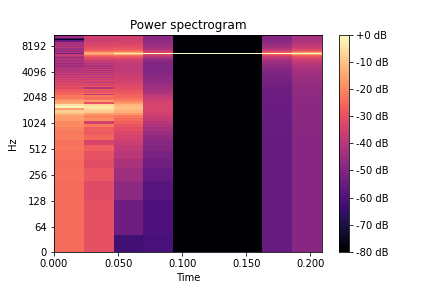 Power spectrogram
+0 dB
8192
-10 dB
4096
-20 dB
2048
-30 dB
1024
Hz
512
-40 dB
256
-50 dB
128
-60 dB
64
-70 dB
0
-80 dB
0.000 0.050 0.100 0.150 0.200
Time